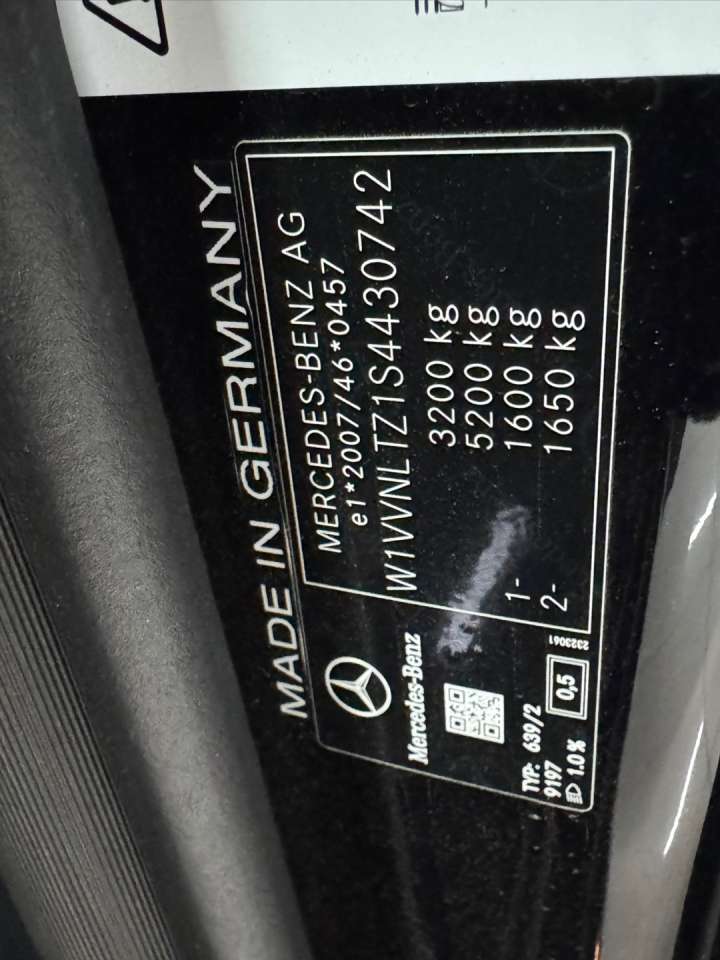 MADE IN GERMANY
MERCEDES-BENZ AG
e1*2007/46*0457
W1VVNLTZ1S4430742
3200 kg
5200 kg
1- 1600 kg
2- 1650 kg
Mercedes-Benz
TYP: 639/2
9197
1.0%
0,5
2323061